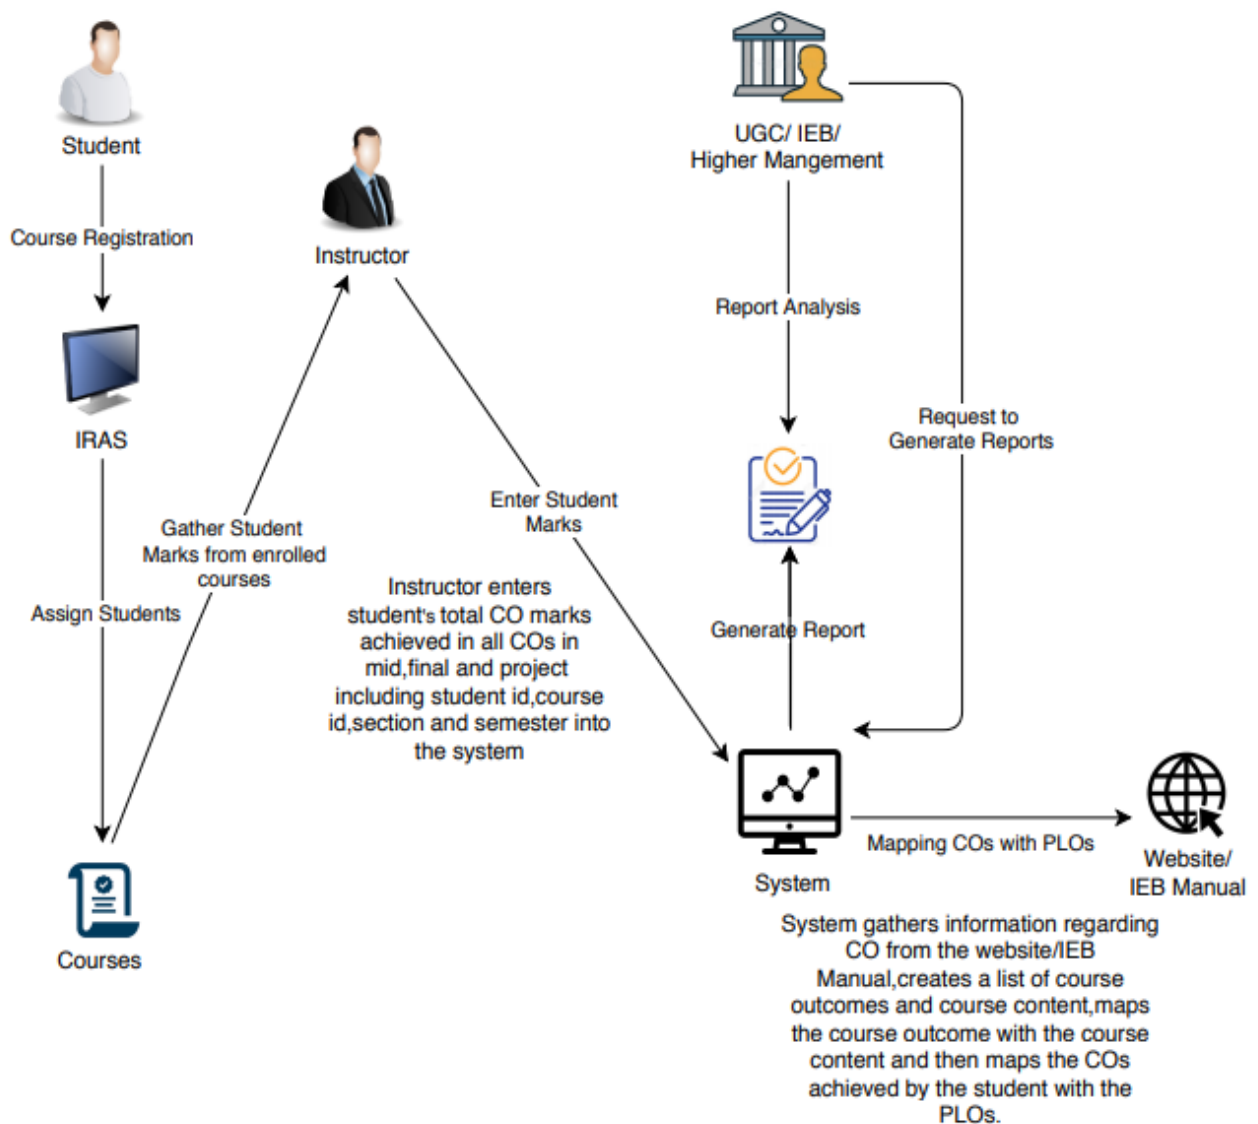 Student
Course Registration
IRAS
Assign Students
Courses
Gather Student
Marks from enrolled
courses
Instructor
Enter Student
Marks
Instructor enters
student's total CO marks
achieved in all COs in
mid,final and project
including student id,course
id,section and semester into
the system
UGC/ IEB/
Higher Mangement
Report Analysis
Request to
Generate Reports
Generate Report
System
Mapping COs with PLOs
Website/
IEB Manual
System gathers information regarding
CO from the website/IEB
Manual,creates a list of course
outcomes and course content,maps
the course outcome with the course
content and then maps the COs
achieved by the student with the
PLOs.